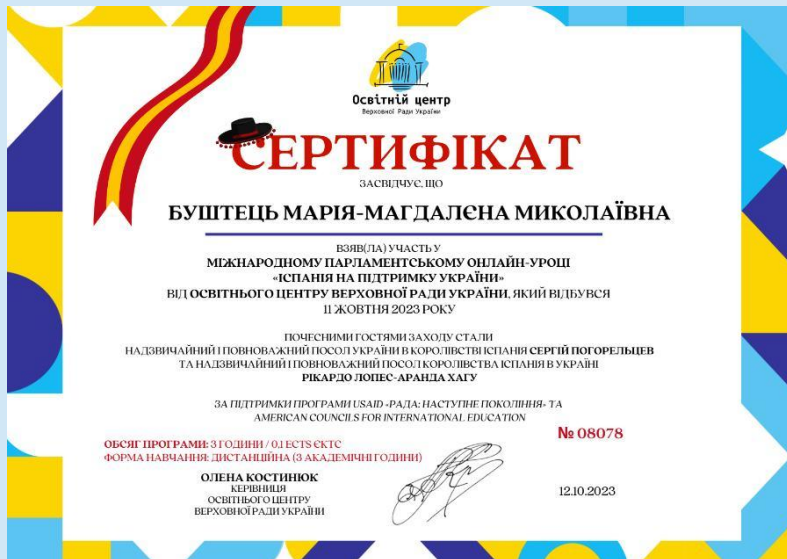 Освітній центр
Верховної Ради України
СЕРТИФІКАТ
ЗАСВІДЧУЄ, ЩО
БУШТЕЦЬ МАРІЯ-МАГДАЛЄНА МИКОЛАЇВНА
ВЗЯВ(ЛА) УЧАСТЬ У
МІЖНАРОДНОМУ ПАРЛАМЕНТСЬКОМУ ОНЛАЙН-УРОЦІ
«ІСПАНІЯ НА ПІДТРИМКУ УКРАЇНИ»
ВІД ОСВІТНЬОГО ЦЕНТРУ ВЕРХОВНОЇ РАДИ УКРАЇНИ, ЯКИЙ ВІДБУВСЯ
11 ЖОВТНЯ 2023 РОКУ
ПОЧЕСНИМИ ГОСТЯМИ ЗАХОДУ СТАЛИ
НАДЗВИЧАЙНИЙ І ПОВНОВАЖНИЙ ПОСОЛ УКРАЇНИ В КОРОЛІВСТВІ ІСПАНІЯ СЕРГІЙ ПОГОРЕЛЬЦЕВ
ТА НАДЗВИЧАЙНИЙ І ПОВНОВАЖНИЙ ПОСОЛ КОРОЛІВСТВА ІСПАНІЯ В УКРАЇНІ
РІКАРДО ЛОПЕС-АРАНДА ХАГУ
ЗА ПІДТРИМКИ ПРОГРАМИ USAID «РАДА: НАСТУПНЕ ПОКОЛІННЯ» ТА
AMERICAN COUNCILS FOR INTERNATIONAL EDUCATION
№ 08078
ОБСЯГ ПРОГРАМИ: 3 ГОДИНИ / 0,1 ECTS ЄКТС
ФОРМА НАВЧАННЯ: ДИСТАНЦІЙНА (3 АКАДЕМІЧНІ ГОДИНИ)
ОЛЕНА КОСТИНЮК
КЕРІВНИЦЯ
ОСВІТНЬОГО ЦЕНТРУ
ВЕРХОВНОЇ РАДИ УКРАЇНИ
12.10.2023